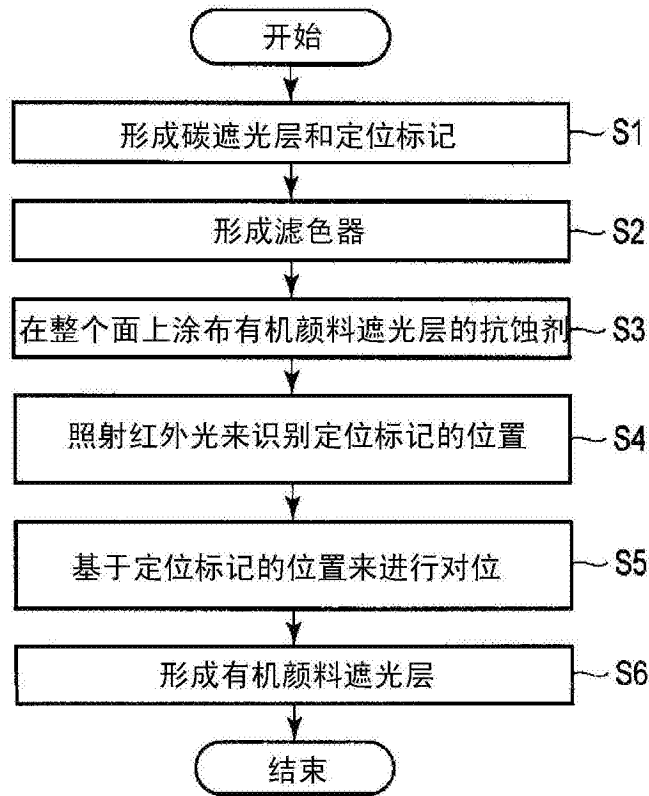 开始
形成碳遮光层和定位标记 S1
形成滤色器 S2
在整个面上涂布有机颜料遮光层的抗蚀剂 S3
照射红外光来识别定位标记的位置 S4
基于定位标记的位置来进行对位 S5
形成有机颜料遮光层 S6
结束